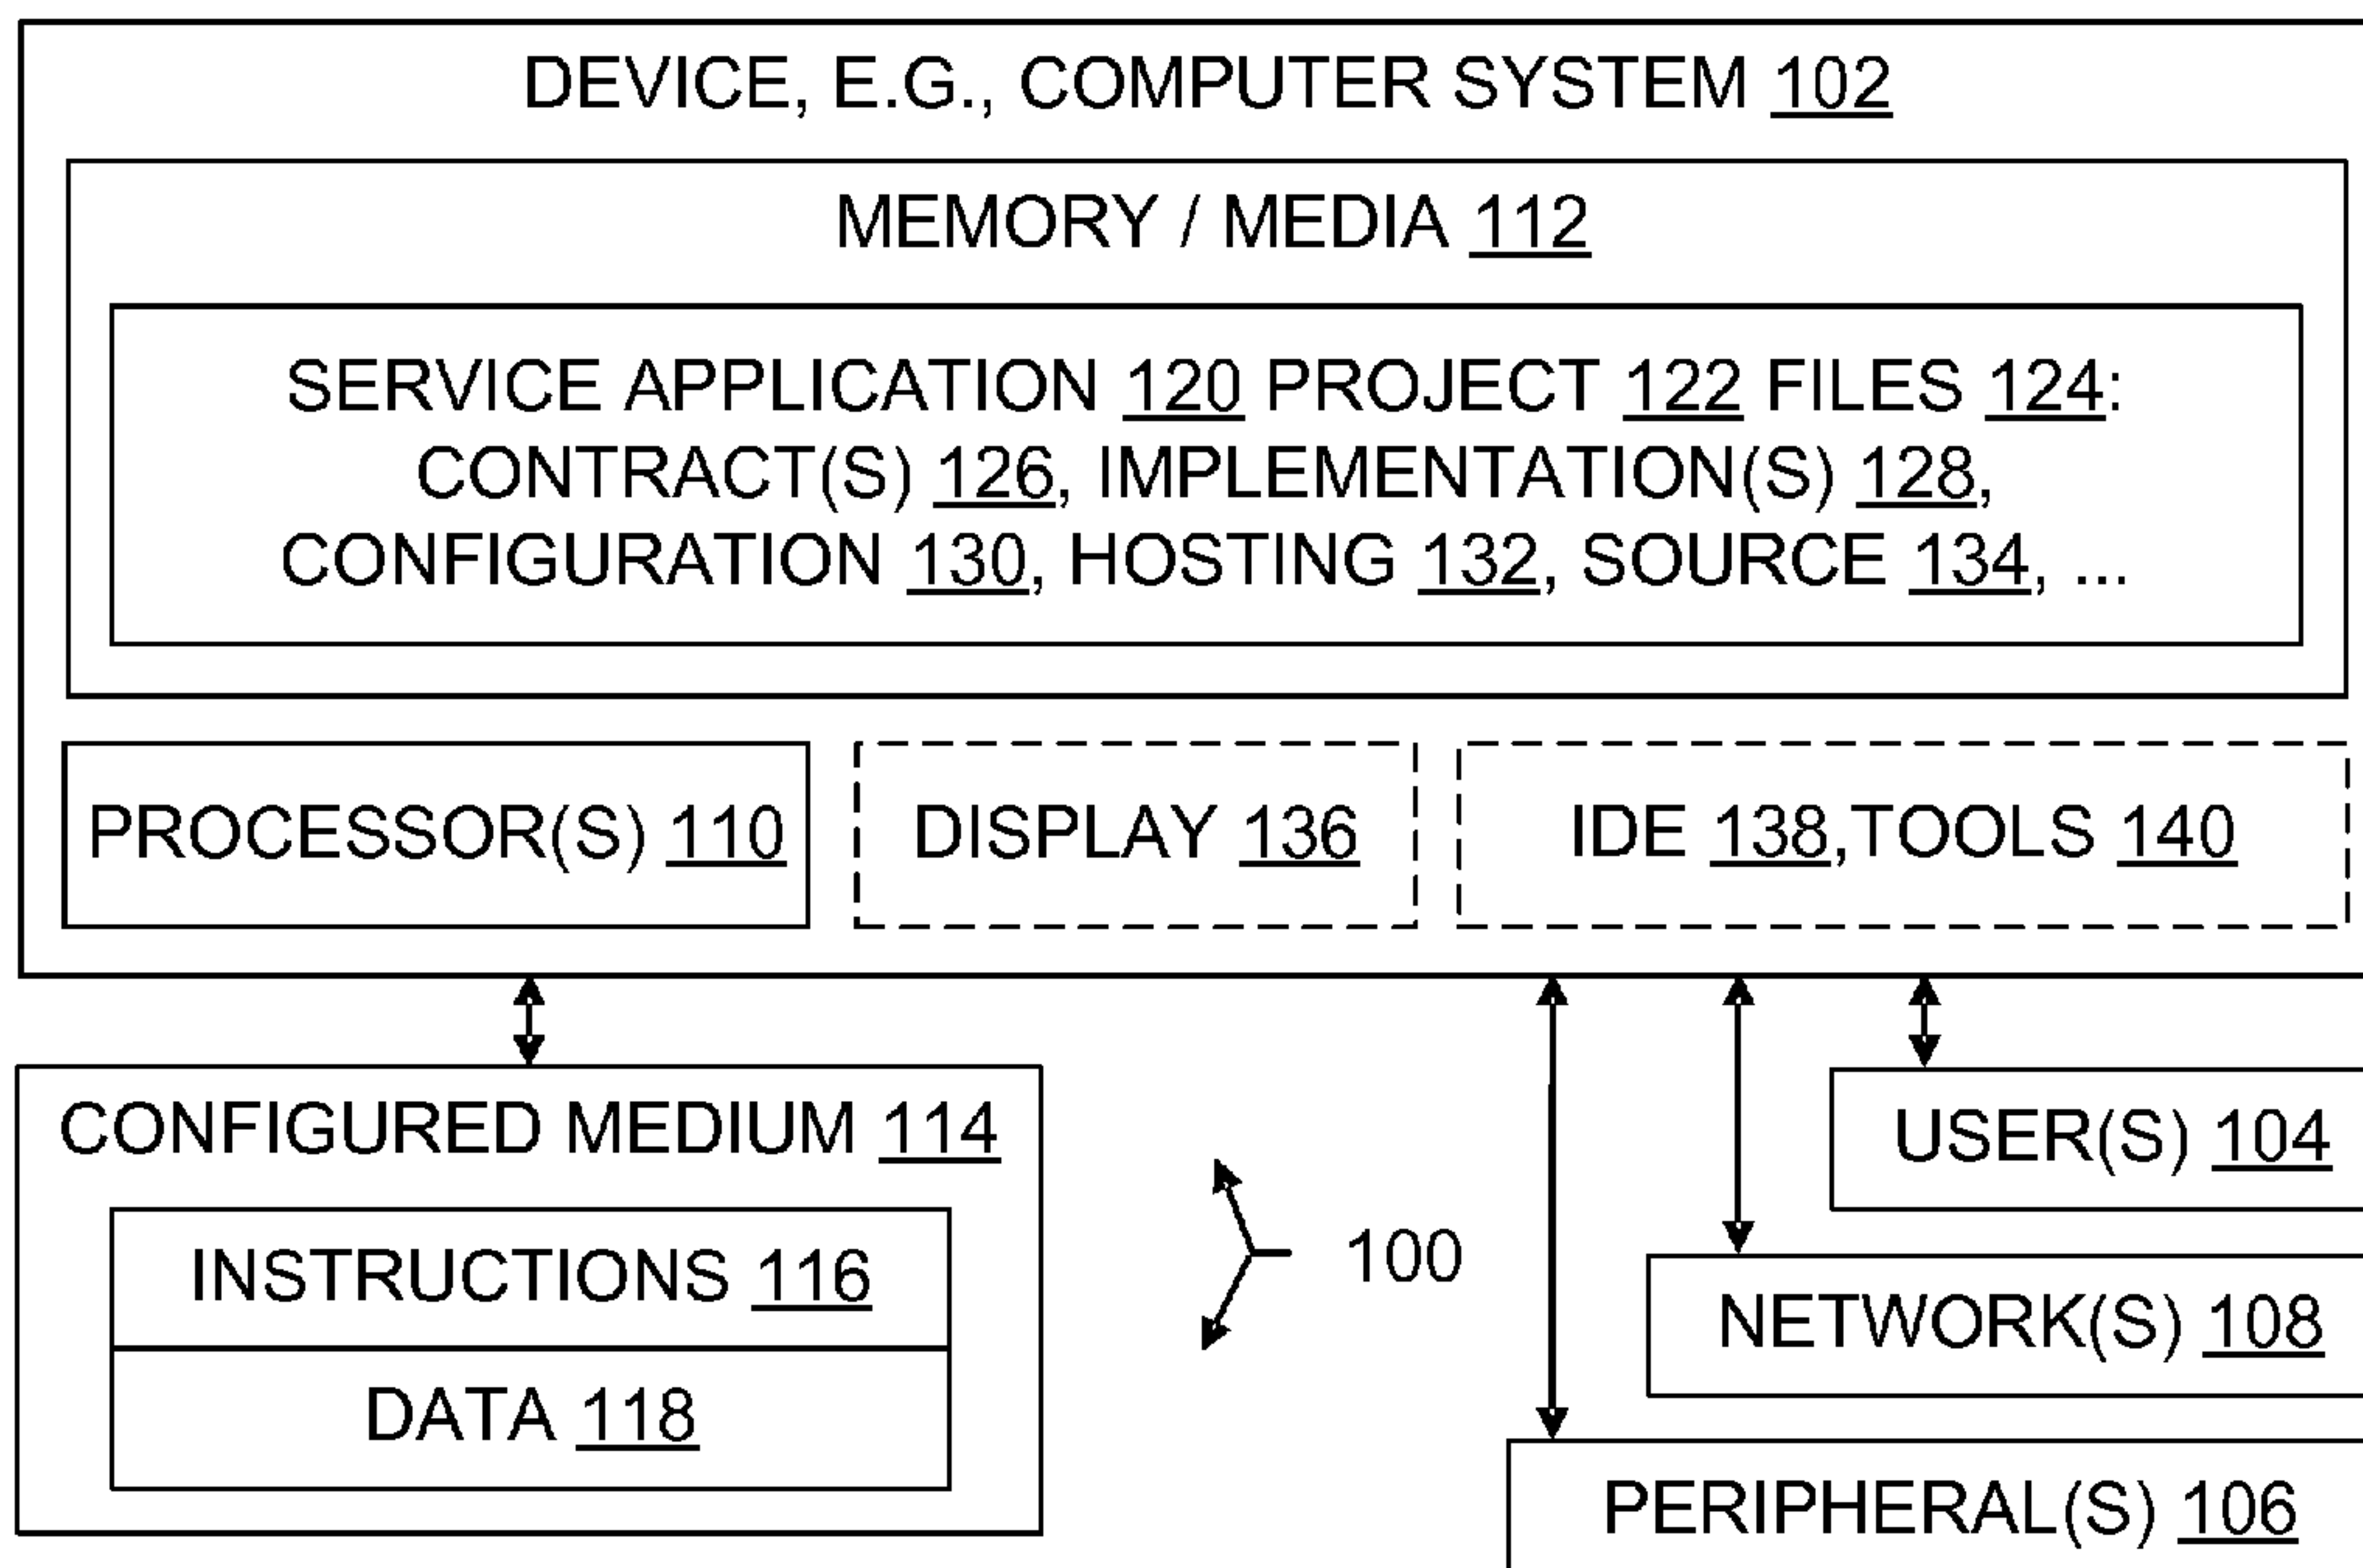 DEVICE, E.G., COMPUTER SYSTEM 102
MEMORY / MEDIA 112
SERVICE APPLICATION 120 PROJECT 122 FILES 124:
CONTRACT(S) 126, IMPLEMENTATION(S) 128,
CONFIGURATION 130, HOSTING 132, SOURCE 134, ...
PROCESSOR(S) 110
DISPLAY 136
IDE 138,TOOLS 140
CONFIGURED MEDIUM 114
INSTRUCTIONS 116
DATA 118
100
USER(S) 104
NETWORK(S) 108
PERIPHERAL(S) 106